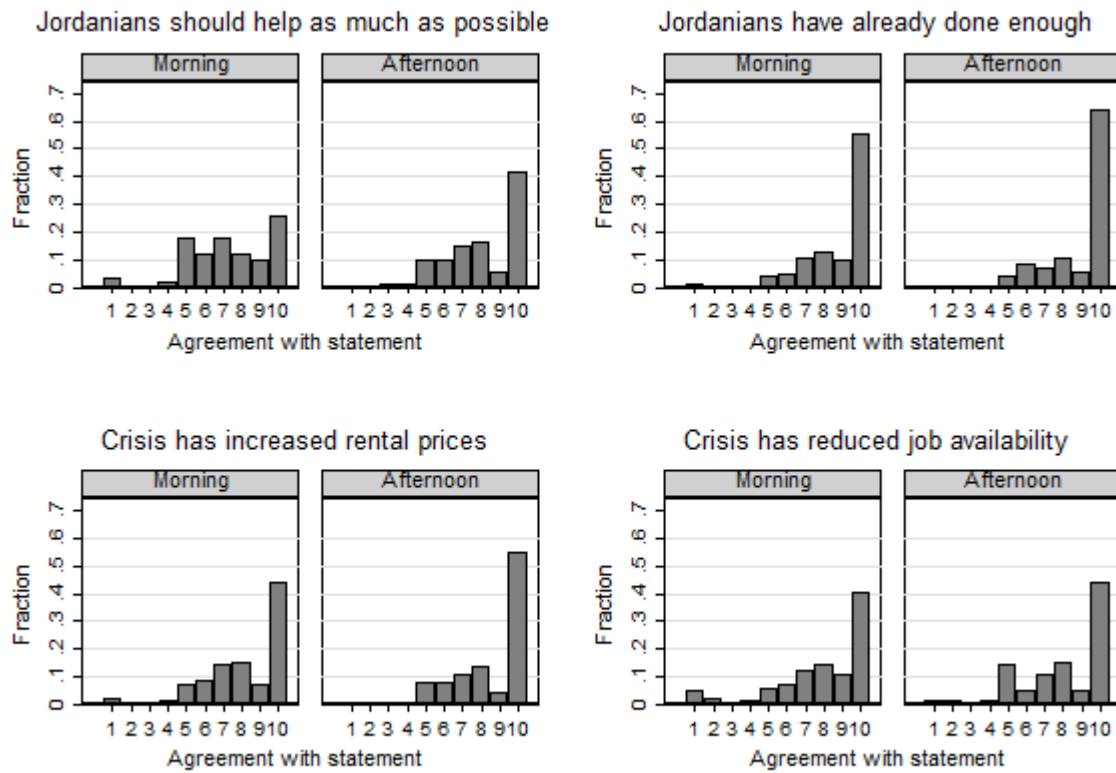 Jordanians should help as much as possible
Morning Afternoon
Fraction
0 .1 .2 .3 .4 .5 .6 .7
1 2 3 4 5 6 7 8 9 10 1 2 3 4 5 6 7 8 9 10
Agreement with statement
Jordanians have already done enough
Morning Afternoon
Fraction
0 .1 .2 .3 .4 .5 .6 .7
1 2 3 4 5 6 7 8 9 10 1 2 3 4 5 6 7 8 9 10
Agreement with statement
Crisis has increased rental prices
Morning Afternoon
Fraction
0 .1 .2 .3 .4 .5 .6 .7
1 2 3 4 5 6 7 8 9 10 1 2 3 4 5 6 7 8 9 10
Agreement with statement
Crisis has reduced job availability
Morning Afternoon
Fraction
0 .1 .2 .3 .4 .5 .6 .7
1 2 3 4 5 6 7 8 9 10 1 2 3 4 5 6 7 8 9 10
Agreement with statement